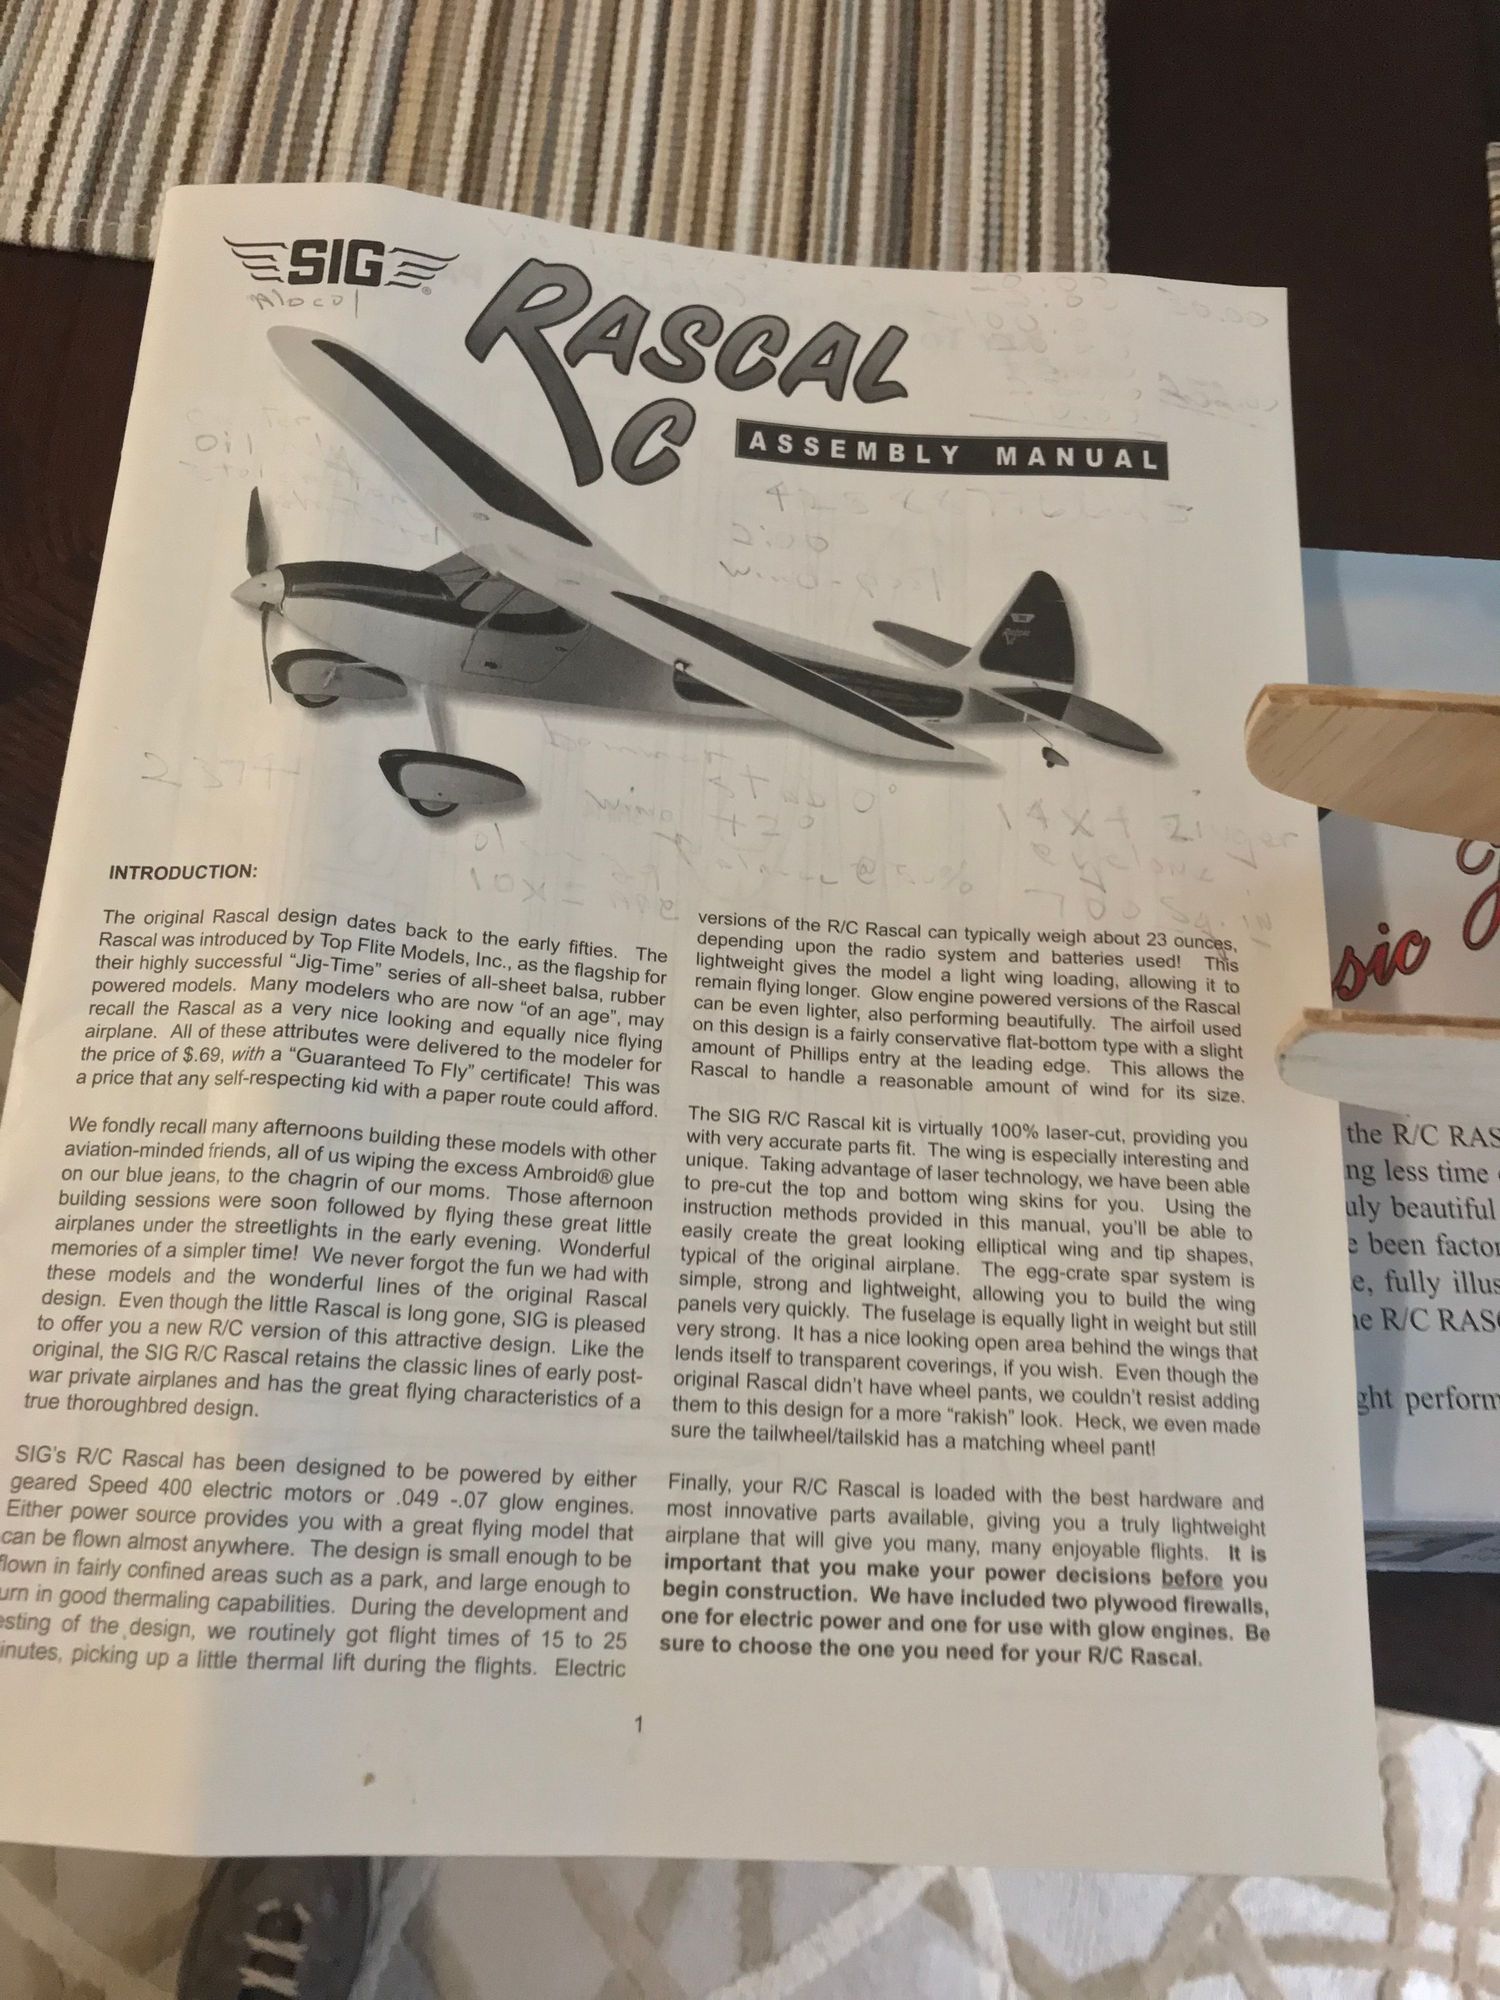 SIG
RASCAL
RC
ASSEMBLY MANUAL
Oil
wing +2°
14X4 Zinger
INTRODUCTION:
The original Rascal design dates back to the early fifties. The
Rascal was introduced by Top Flite Models, Inc., as the flagship for
their highly successful “Jig-Time” series of all-sheet balsa, rubber
powered models. Many modelers who are now “of an age”, may
recall the Rascal as a very nice looking and equally nice flying
airplane. All of these attributes were delivered to the modeler for
the price of $.69, with a “Guaranteed To Fly” certificate! This was
a price that any self-respecting kid with a paper route could afford.
We fondly recall many afternoons building these models with other
aviation-minded friends, all of us wiping the excess Ambroid® glue
on our blue jeans, to the chagrin of our moms. Those afternoon
building sessions were soon followed by flying these great little
airplanes under the streetlights in the early evening. Wonderful
memories of a simpler time! We never forgot the fun we had with
these models and the wonderful lines of the original Rascal
design. Even though the little Rascal is long gone, SIG is pleased
to offer you a new R/C version of this attractive design. Like the
original, the SIG R/C Rascal retains the classic lines of early post-
war private airplanes and has the great flying characteristics of a
true thoroughbred design.
SIG's R/C Rascal has been designed to be powered by either
geared Speed 400 electric motors or .049 -.07 glow engines.
Either power source provides you with a great flying model that
can be flown almost anywhere. The design is small enough to be
flown in fairly confined areas such as a park, and large enough to
urn in good thermaling capabilities. During the development and
esting of the design, we routinely got flight times of 15 to 25
inutes, picking up a little thermal lift during the flights. Electric
versions of the R/C Rascal can typically weigh about 23 ounces,
depending upon the radio system and batteries used! This
lightweight gives the model a light wing loading, allowing it to
remain flying longer. Glow engine powered versions of the Rascal
can be even lighter, also performing beautifully. The airfoil used
on this design is a fairly conservative flat-bottom type with a slight
amount of Phillips entry at the leading edge. This allows the
Rascal to handle a reasonable amount of wind for its size.
The SIG R/C Rascal kit is virtually 100% laser-cut, providing you
with very accurate parts fit. The wing is especially interesting and
unique. Taking advantage of laser technology, we have been able
to pre-cut the top and bottom wing skins for you. Using the
instruction methods provided in this manual, you'll be able to
easily create the great looking elliptical wing and tip shapes,
typical of the original airplane. The egg-crate spar system is
simple, strong and lightweight, allowing you to build the wing
panels very quickly. The fuselage is equally light in weight but still
very strong. It has a nice looking open area behind the wings that
lends itself to transparent coverings, if you wish. Even though the
original Rascal didn't have wheel pants, we couldn't resist adding
them to this design for a more “rakish” look. Heck, we even made
sure the tailwheel/tailskid has a matching wheel pant!
Finally, your R/C Rascal is loaded with the best hardware and
most innovative parts available, giving you a truly lightweight
airplane that will give you many, many enjoyable flights. It is
important that you make your power decisions before you
begin construction. We have included two plywood firewalls,
one for electric power and one for use with glow engines. Be
sure to choose the one you need for your R/C Rascal.
1
sic
the R/C RAS
ng less time
uly beautiful
e been factor
e, fully illus
e R/C RAS
ght perform